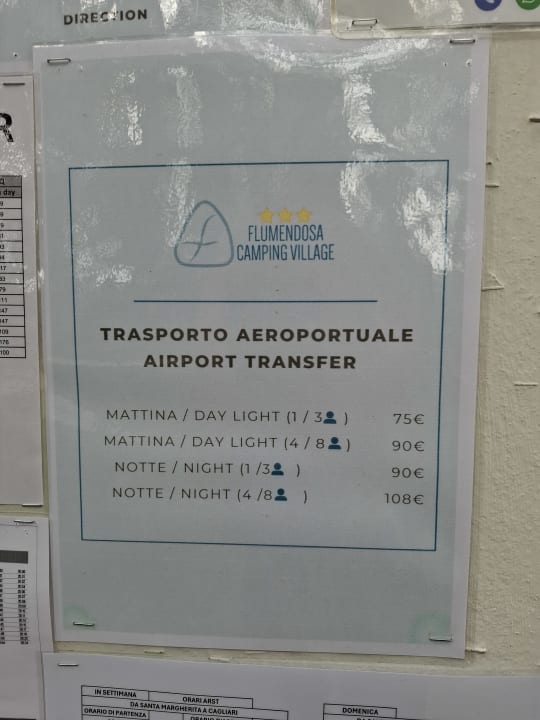 DIRECTION
R
day
FLUMENDOSA
CAMPING VILLAGE
TRASPORTO AEROPORTUALE
AIRPORT TRANSFER
MATTINA / DAY LIGHT (1 / 3 ) 75€
MATTINA / DAY LIGHT (4 / 8 ) 90€
NOTTE / NIGHT (1 /3 ) 90€
NOTTE / NIGHT (4 /8 ) 108€
IN SETTIMANA ORARI ARST
DA SANTA MARGHERITA A CAGLIARI
ORARIO DI PARTENZA
DOMENICA